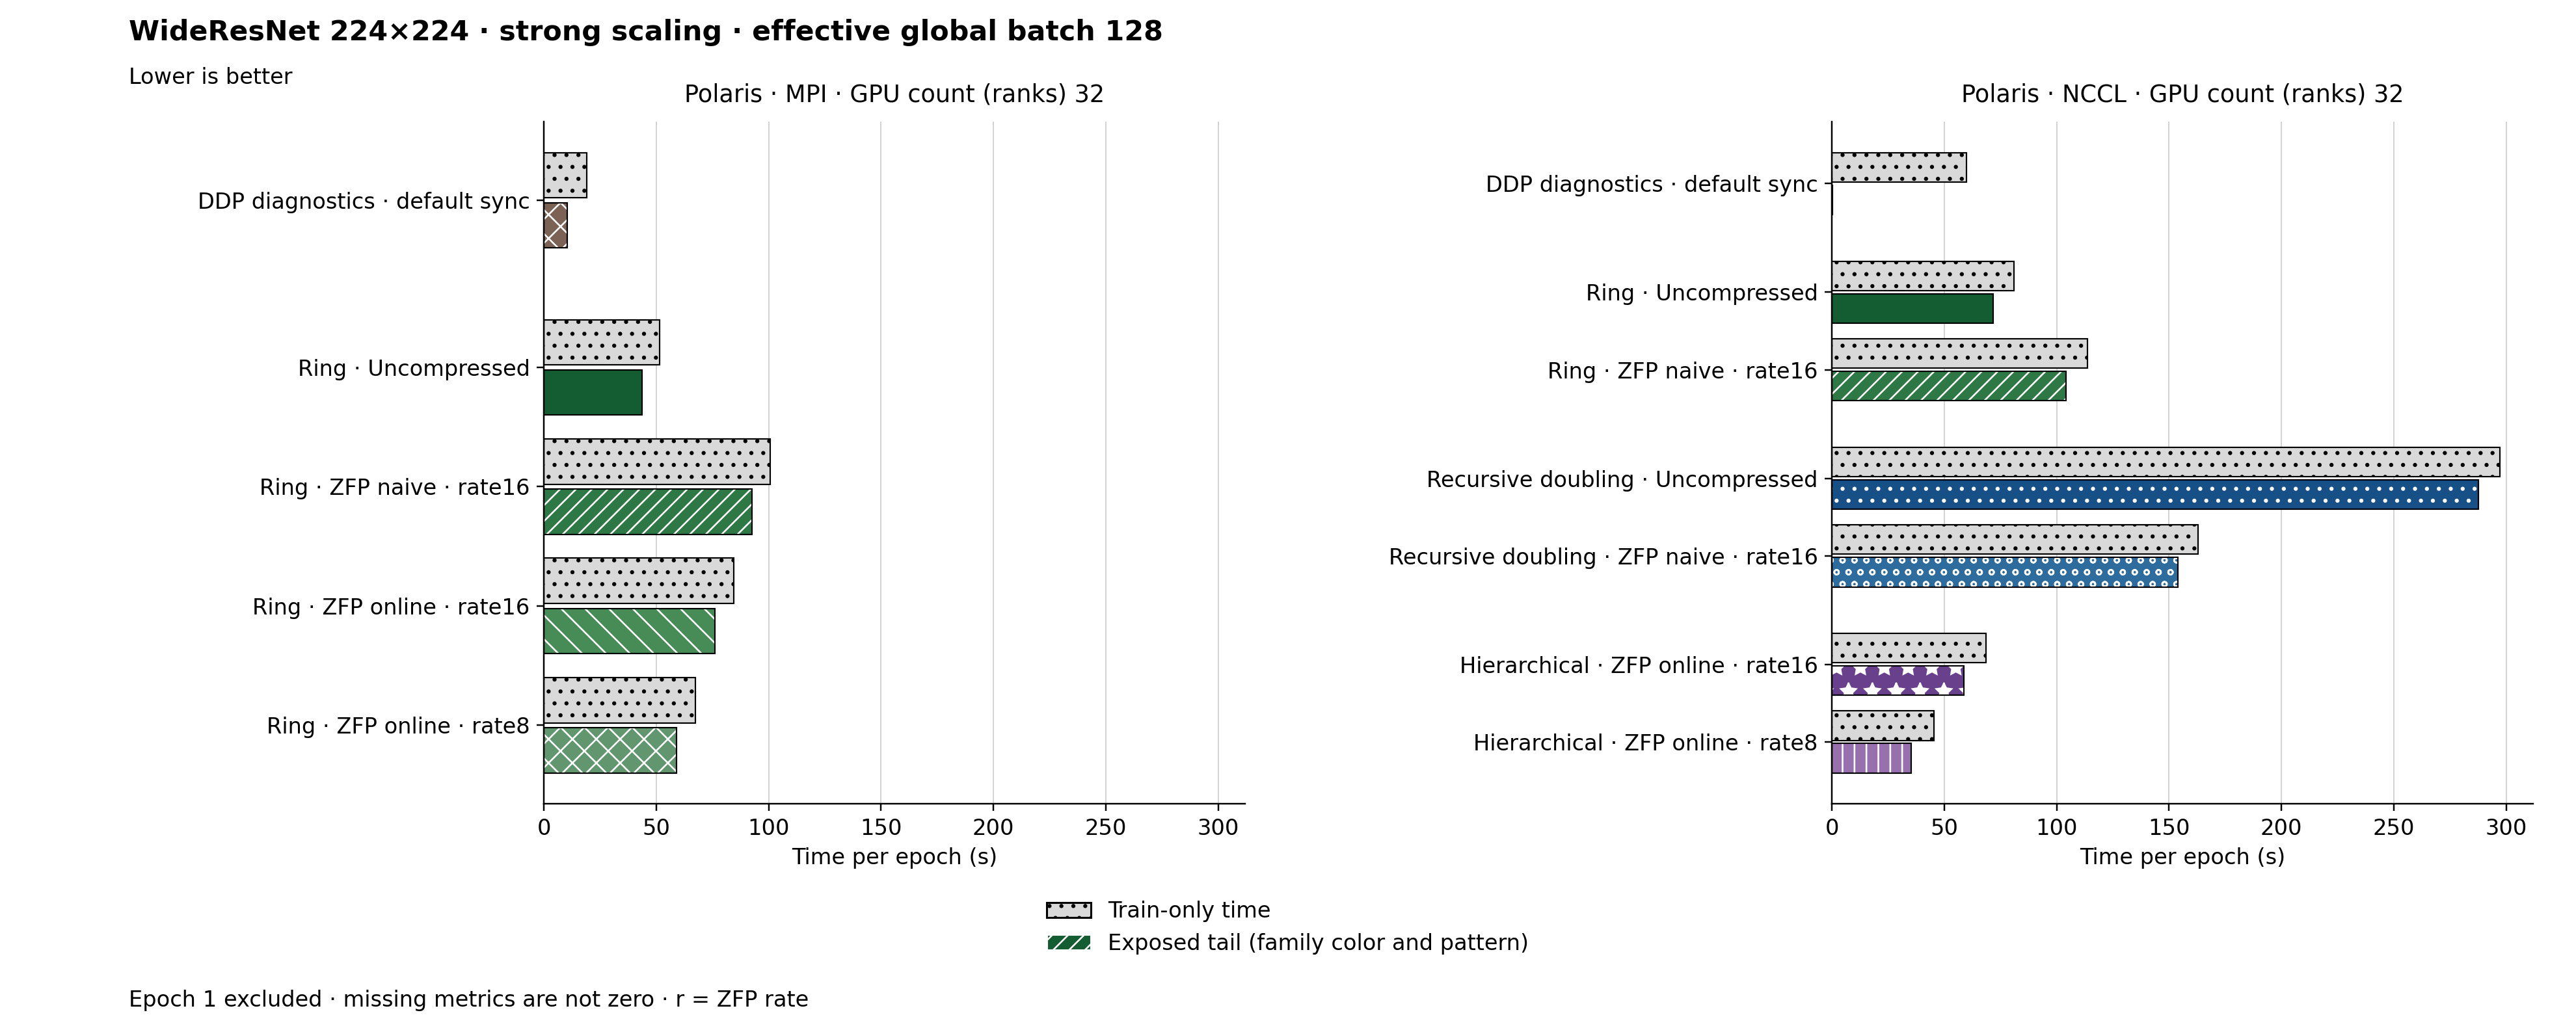 WideResNet 224×224 · strong scaling · effective global batch 128
Lower is better
Polaris · MPI · GPU count (ranks) 32
DDP diagnostics · default sync
Ring · Uncompressed
Ring · ZFP naive · rate16
Ring · ZFP online · rate16
Ring · ZFP online · rate8
0 50 100 150 200 250 300
Time per epoch (s)
Polaris · NCCL · GPU count (ranks) 32
DDP diagnostics · default sync
Ring · Uncompressed
Ring · ZFP naive · rate16
Recursive doubling · Uncompressed
Recursive doubling · ZFP naive · rate16
Hierarchical · ZFP online · rate16
Hierarchical · ZFP online · rate8
0 50 100 150 200 250 300
Time per epoch (s)
Train-only time
Exposed tail (family color and pattern)
Epoch 1 excluded · missing metrics are not zero · r = ZFP rate